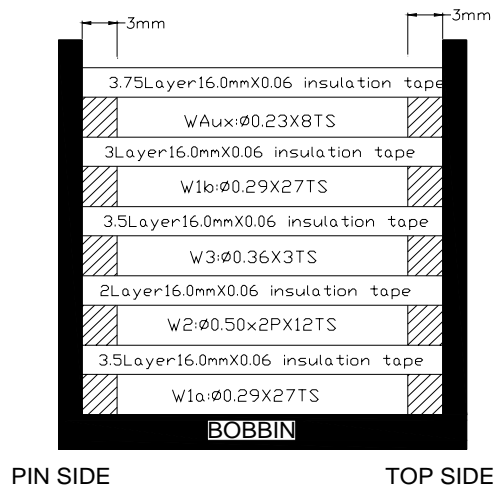 3mm 3mm
3.75Layer16.0mmX0.06 insulation tape
WAux:Ø0.23X8TS
3Layer16.0mmX0.06 insulation tape
W1b:Ø0.29X27TS
3.5Layer16.0mmX0.06 insulation tape
W3:Ø0.36X3TS
2Layer16.0mmX0.06 insulation tape
W2:Ø0.50x2PX12TS
3.5Layer16.0mmX0.06 insulation tape
W1a:Ø0.29X27TS
BOBBIN
PIN SIDE TOP SIDE